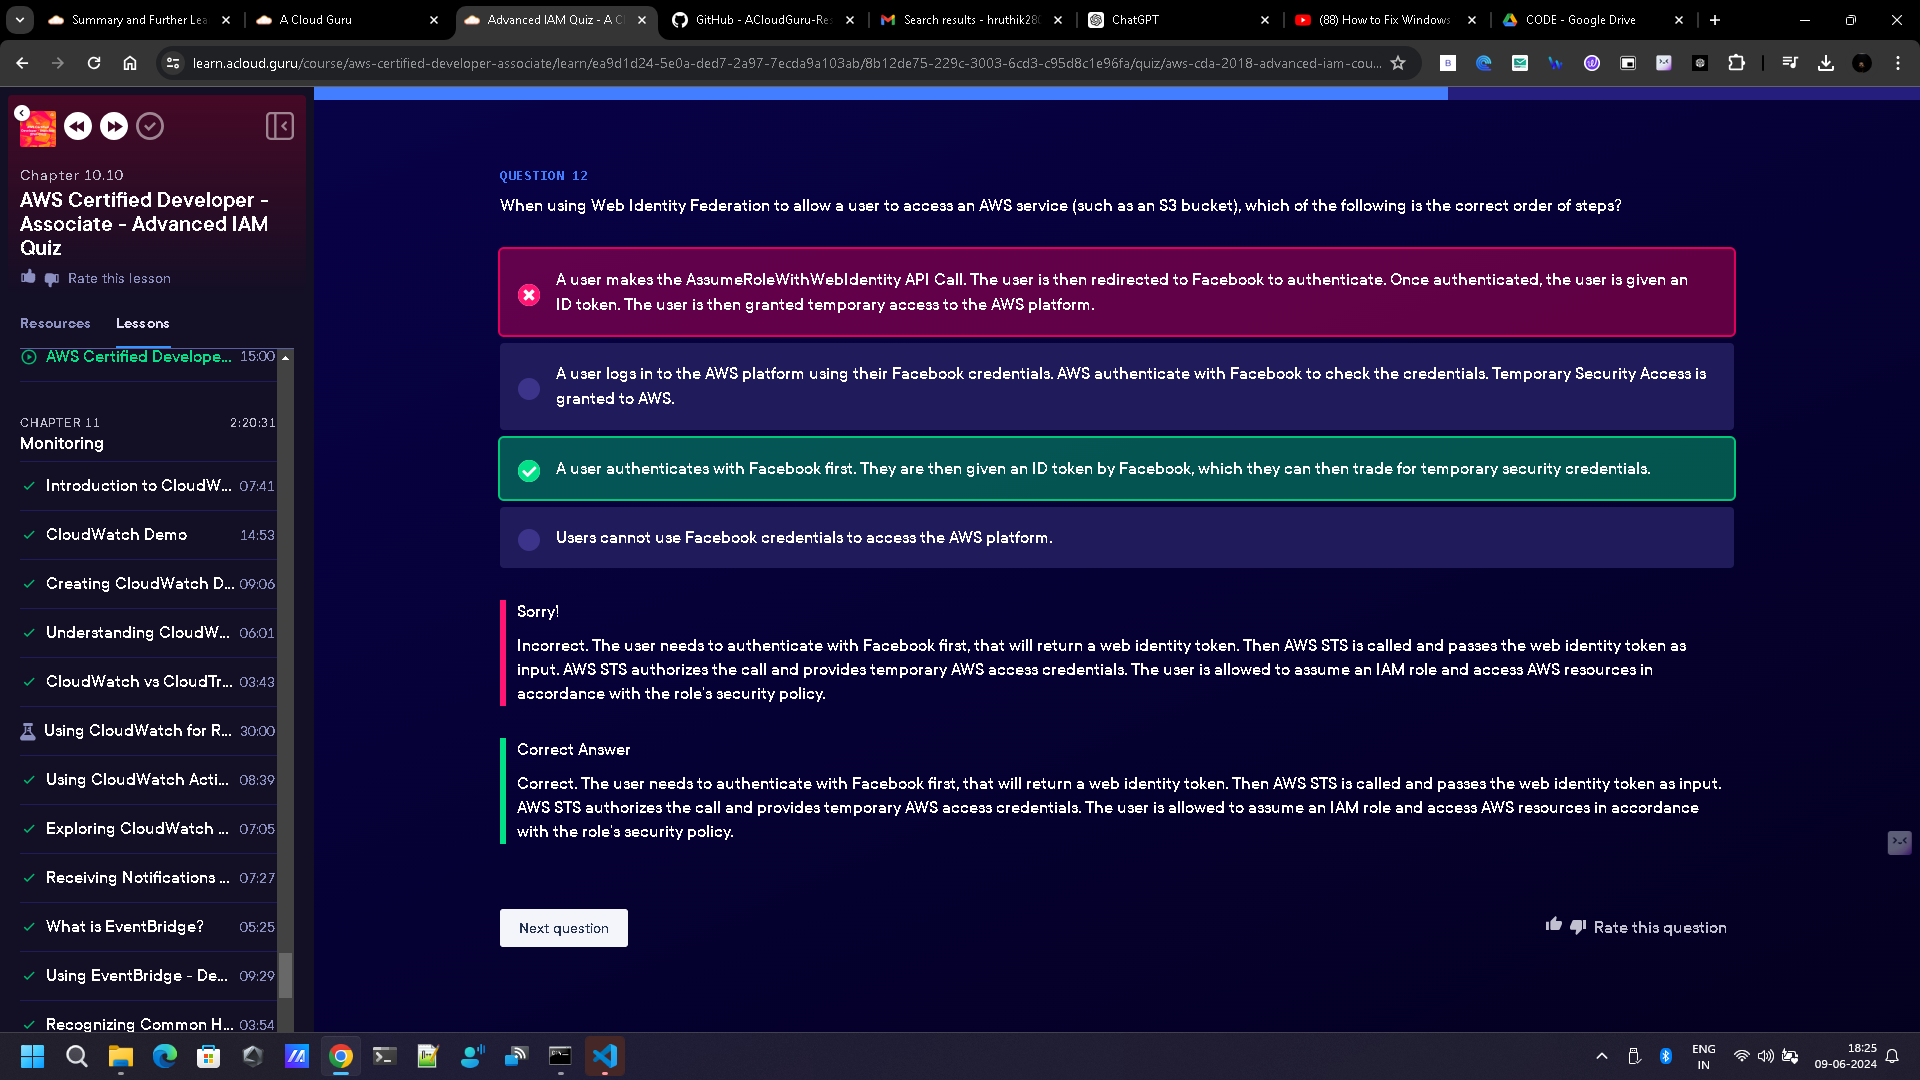 Summary and Further Lea
A Cloud Guru
Advanced IAM Quiz - A Cl
GitHub - ACloudGuru-Res
Search results - hruthik280
ChatGPT
(88) How to Fix Windows
CODE - Google Drive
learn.acloud.guru/course/aws-certified-developer-associate/learn/ea9d1d24-5e0a-ded7-2a97-7ecda9a103ab/8b12de75-229c-3003-6cd3-c95d8c1e96fa/quiz/aws-cda-2018-advanced-iam-cou...
Chapter 10.10
AWS Certified Developer -
Associate - Advanced IAM
Quiz
Rate this lesson
Resources
Lessons
AWS Certified Develope... 15:00
CHAPTER 11 2:20:31
Monitoring
Introduction to CloudW... 07:41
CloudWatch Demo 14:53
Creating CloudWatch D... 09:06
Understanding CloudW... 06:01
CloudWatch vs CloudTr... 03:43
Using CloudWatch for R... 30:00
Using CloudWatch Acti... 08:39
Exploring CloudWatch ... 07:05
Receiving Notifications ... 07:27
What is EventBridge? 05:25
Using EventBridge - De... 09:29
Recognizing Common H... 03:54
QUESTION 12
When using Web Identity Federation to allow a user to access an AWS service (such as an S3 bucket), which of the following is the correct order of steps?
A user makes the AssumeRoleWithWebIdentity API Call. The user is then redirected to Facebook to authenticate. Once authenticated, the user is given an
ID token. The user is then granted temporary access to the AWS platform.
A user logs in to the AWS platform using their Facebook credentials. AWS authenticate with Facebook to check the credentials. Temporary Security Access is
granted to AWS.
A user authenticates with Facebook first. They are then given an ID token by Facebook, which they can then trade for temporary security credentials.
Users cannot use Facebook credentials to access the AWS platform.
Sorry!
Incorrect. The user needs to authenticate with Facebook first, that will return a web identity token. Then AWS STS is called and passes the web identity token as
input. AWS STS authorizes the call and provides temporary AWS access credentials. The user is allowed to assume an IAM role and access AWS resources in
accordance with the role's security policy.
Correct Answer
Correct. The user needs to authenticate with Facebook first, that will return a web identity token. Then AWS STS is called and passes the web identity token as input.
AWS STS authorizes the call and provides temporary AWS access credentials. The user is allowed to assume an IAM role and access AWS resources in accordance
with the role's security policy.
Next question
Rate this question
ENG
IN
18:25
09-06-2024